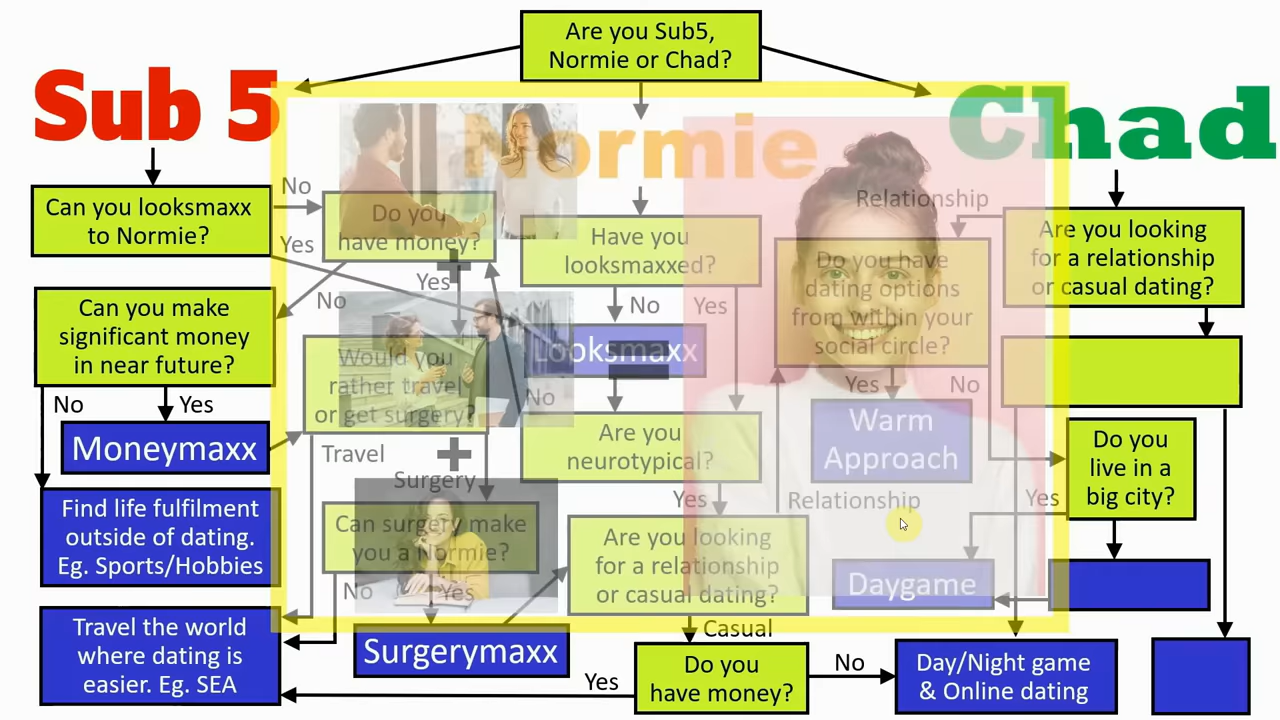 Are you Sub5,
Normie or Chad?
Sub 5
Normie
Chad
Can you looksmaxx
to Normie?
No
Yes
Do you
have money?
Yes
No
Can you make
significant money
in near future?
No
Yes
Moneymaxx
Find life fulfilment
outside of dating.
Eg. Sports/Hobbies
Travel the world
where dating is
easier. Eg. SEA
Would you
rather travel
or get surgery?
Travel
Surgery
Can surgery make
you a Normie?
No
Yes
Surgerymaxx
Have you
looksmaxxed?
No
Yes
Looksmaxx
No
Are you
neurotypical?
Yes
Are you looking
for a relationship
or casual dating?
Casual
Do you
have money?
Yes
No
Relationship
Relationship
Do you have
dating options
from within your
social circle?
Yes
No
Warm
Approach
Daygame
Are you looking
for a relationship
or casual dating?
Do you
live in a
big city?
Yes
Day/Night game
& Online dating